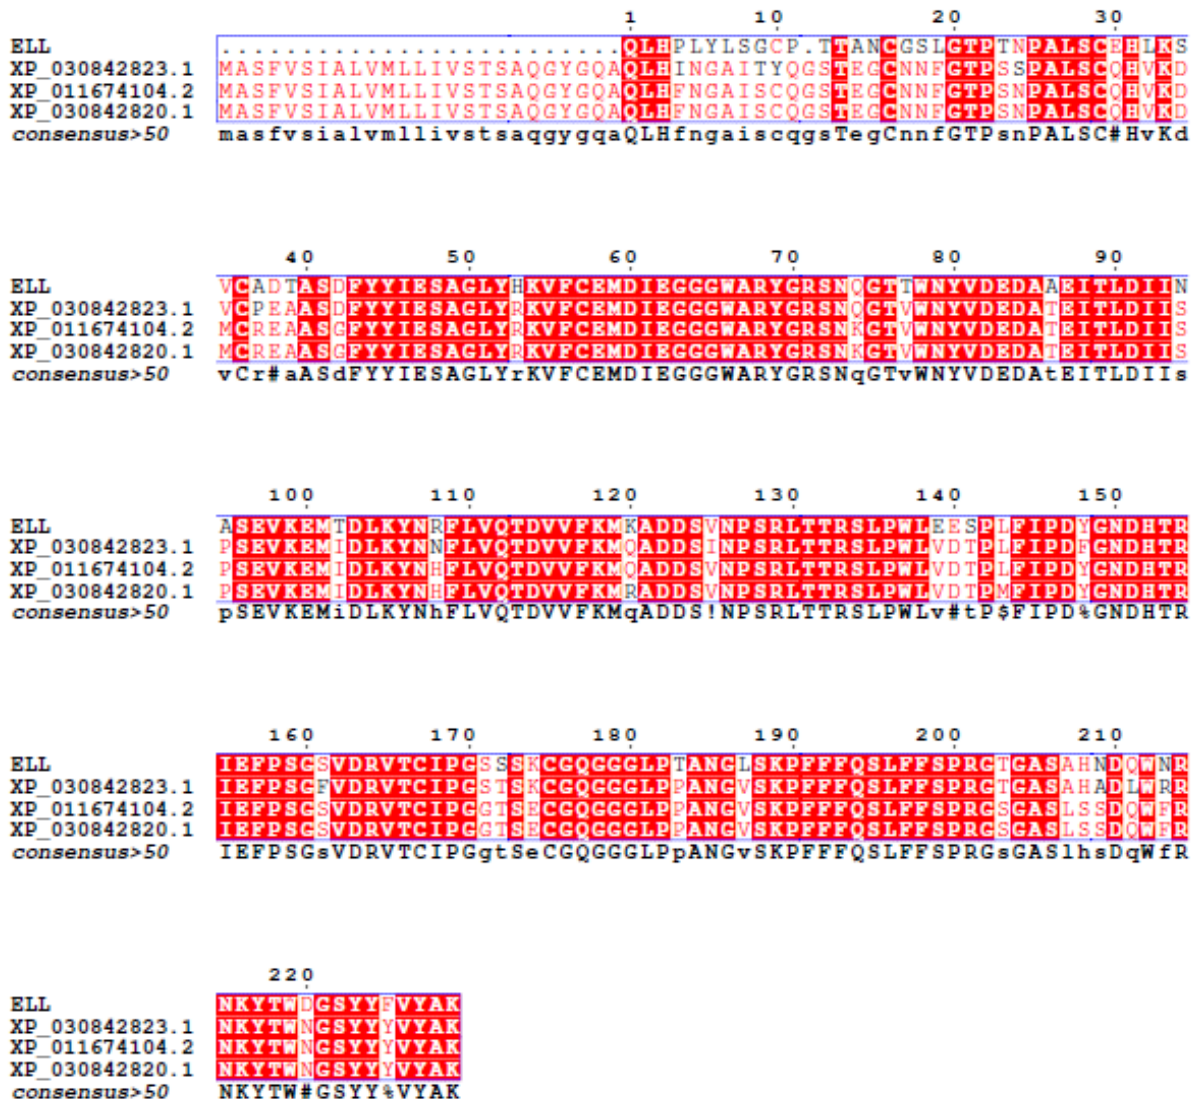 1 10 20 30
ELL .........................QLHPLYLSGCP.TTANCGSLGTPTNPALSCEHLKS
XP_030842823.1 MASFVSIALVMLLIVSTSAQGYGQAQLHINGAITYQGSTEGCNNFGTPSSPALSCQHVKD
XP_011674104.2 MASFVSIALVMLLIVSTSAQGYGQAQLHFNGAISCQGSTEGCNNFGTPSNPALSCQHVKD
XP_030842820.1 MASFVSIALVMLLIVSTSAQGYGQAQLHFNGAISCQGSTEGCNNFGTPSNPALSCQHVKD
consensus>50 masfvsialvmllivstsaqgygqaQLHfngaiscqgsTegCnnfGTPsnPALSC#HvKd
40 50 60 70 80 90
ELL VCADTASDFYYIESAGLYHKVFCEMDIEGGGWARYGRSNQGTTWNYVDEDAAEITLDIIN
XP_030842823.1 VCPEAASDFYYIESAGLYRKVFCEMDIEGGGWARYGRSNQGTVWNYVDEDATEITLDIIS
XP_011674104.2 MCREAASGFYYIESAGLYRKVFCEMDIEGGGWARYGRSNKGTVWNYVDEDATEITLDIIS
XP_030842820.1 MCREAASGFYYIESAGLYRKVFCEMDIEGGGWARYGRSNKGTVWNYVDEDATEITLDIIS
consensus>50 vCr#aASdFYYIESAGLYrKVFCEMDIEGGGWARYGRSNqGTvWNYVDEDAtEITLDIIs
100 110 120 130 140 150
ELL ASEVKEMTDLKYNRFLVQTDVVFKMKADDSVNPSRLTTRSLPWLEESPLFIPDYGNDHTR
XP_030842823.1 PSEVKEMIDLKYNNFLVQTDVVFKMQADDSINPSRLTTRSLPWLVDTPLFIPDFGNDHTR
XP_011674104.2 PSEVKEMIDLKYNHFLVQTDVVFKMQADDSVNPSRLTTRSLPWLVDTPLFIPDYGNDHTR
XP_030842820.1 PSEVKEMIDLKYNHFLVQTDVVFKMRADDSVNPSRLTTRSLPWLVDTPMFIPDYGNDHTR
consensus>50 pSEVKEMiDLKYNhFLVQTDVVFKMqADDS!NPSRLTTRSLPWLv#tP$FIPD%GNDHTR
160 170 180 190 200 210
ELL IEFPSGSVDRVTCIPGSSSKCGQGGGLPTANGLSKPFFFQSLFFSPRGTGASAHNDQWNR
XP_030842823.1 IEFPSGFVDRVTCIPGSTSKCGQGGGLPPANGVSKPFFFQSLFFSPRGTGASAHADLWRR
XP_011674104.2 IEFPSGSVDRVTCIPGGTSECGQGGGLPPANGVSKPFFFQSLFFSPRGSGASLSSDQWFR
XP_030842820.1 IEFPSGSVDRVTCIPGGTSECGQGGGLPPANGVSKPFFFQSLFFSPRGSGASLSSDQWFR
consensus>50 IEFPSGsVDRVTCIPGgtSeCGQGGGLPpANGvSKPFFFQSLFFSPRGsGASlhsDqWfR
220
ELL NKYTWDGSYYFVYAK
XP_030842823.1 NKYTWNGSYYYVYAK
XP_011674104.2 NKYTWNGSYYYVYAK
XP_030842820.1 NKYTWNGSYYYVYAK
consensus>50 NKYTW#GSYY%VYAK